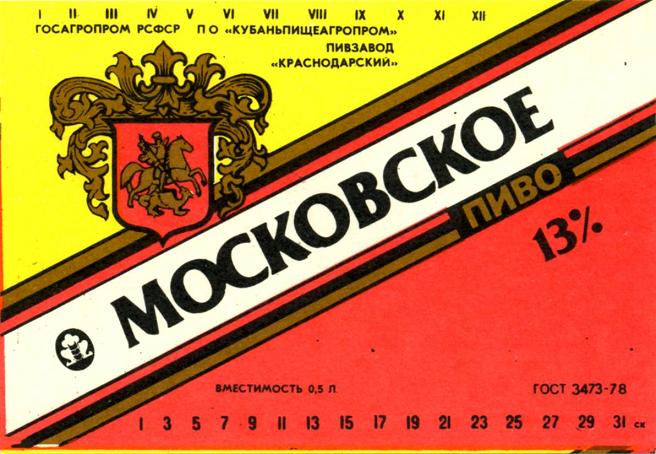 I II III IV V VI VII VIII IX X XI XII
ГОСАГРОПРОМ РСФСР ПО «КУБАНЬПИЩЕАГРОПРОМ»
ПИВЗАВОД
«КРАСНОДАРСКИЙ»
МОСКОВСКОЕ
ПИВО
13%
ВМЕСТИМОСТЬ 0,5 Л. ГОСТ 3473-78
1 3 5 7 9 11 13 15 17 19 21 23 25 27 29 31 ск